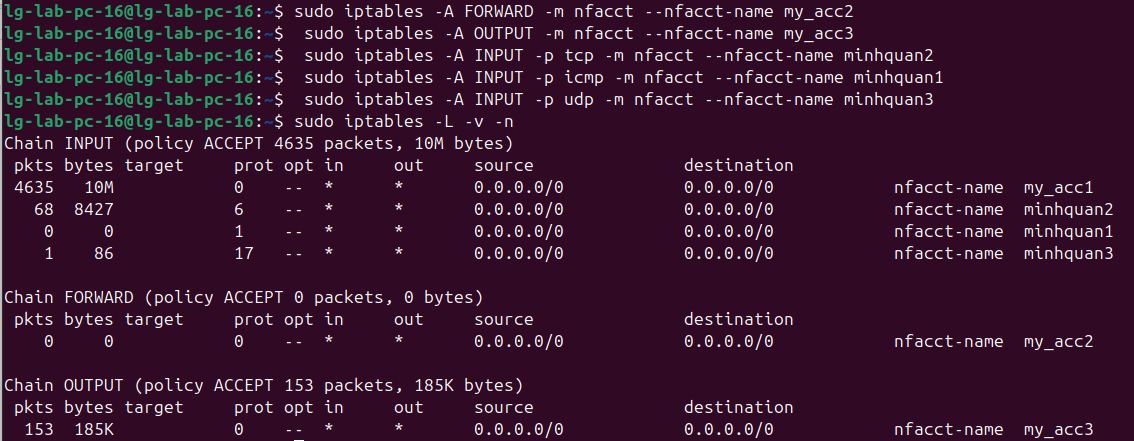 lg-lab-pc-16@lg-lab-pc-16:~$ sudo iptables -A FORWARD -m nfacct --nfacct-name my_acc2
lg-lab-pc-16@lg-lab-pc-16:~$  sudo iptables -A OUTPUT -m nfacct --nfacct-name my_acc3
lg-lab-pc-16@lg-lab-pc-16:~$  sudo iptables -A INPUT -p tcp -m nfacct --nfacct-name minhquan2
lg-lab-pc-16@lg-lab-pc-16:~$  sudo iptables -A INPUT -p icmp -m nfacct --nfacct-name minhquan1
lg-lab-pc-16@lg-lab-pc-16:~$  sudo iptables -A INPUT -p udp -m nfacct --nfacct-name minhquan3
lg-lab-pc-16@lg-lab-pc-16:~$ sudo iptables -L -v -n
Chain INPUT (policy ACCEPT 4635 packets, 10M bytes)
 pkts bytes target     prot opt in     out     source               destination
 4635   10M            0    --  *      *       0.0.0.0/0            0.0.0.0/0            nfacct-name  my_acc1
   68  8427            6    --  *      *       0.0.0.0/0            0.0.0.0/0            nfacct-name  minhquan2
    0     0            1    --  *      *       0.0.0.0/0            0.0.0.0/0            nfacct-name  minhquan1
    1    86            17   --  *      *       0.0.0.0/0            0.0.0.0/0            nfacct-name  minhquan3
Chain FORWARD (policy ACCEPT 0 packets, 0 bytes)
 pkts bytes target     prot opt in     out     source               destination
    0     0            0    --  *      *       0.0.0.0/0            0.0.0.0/0            nfacct-name  my_acc2
Chain OUTPUT (policy ACCEPT 153 packets, 185K bytes)
 pkts bytes target     prot opt in     out     source               destination
  153  185K            0    --  *      *       0.0.0.0/0            0.0.0.0/0            nfacct-name  my_acc3